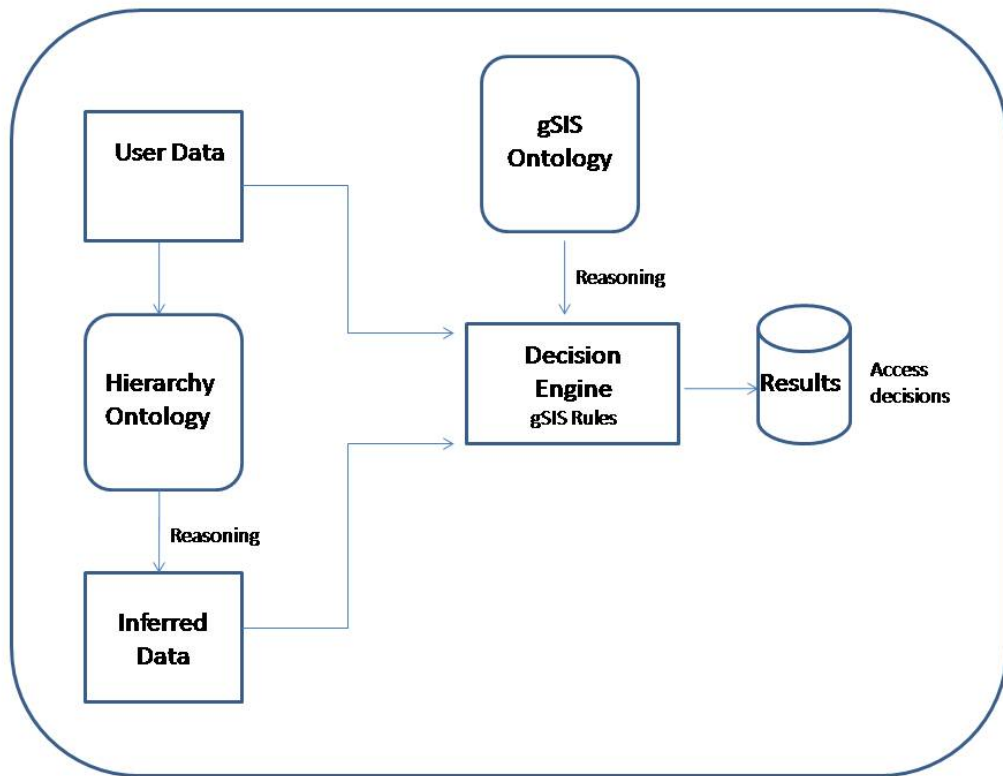 User Data
gSIS
Ontology
Reasoning
Hierarchy
Ontology
Decision
Engine
gSIS Rules
Results
Access
decisions
Reasoning
Inferred
Data